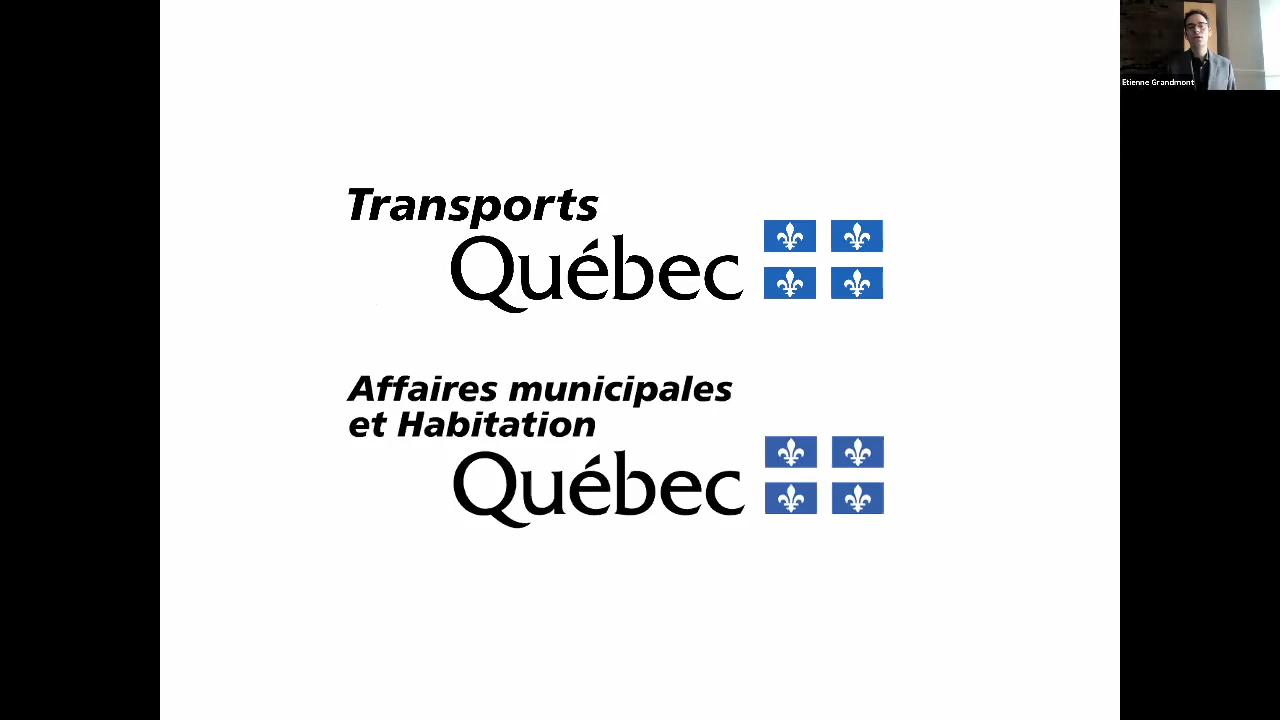 Transports
Québec
Affaires municipales
et Habitation
Québec
Etienne Grandmont